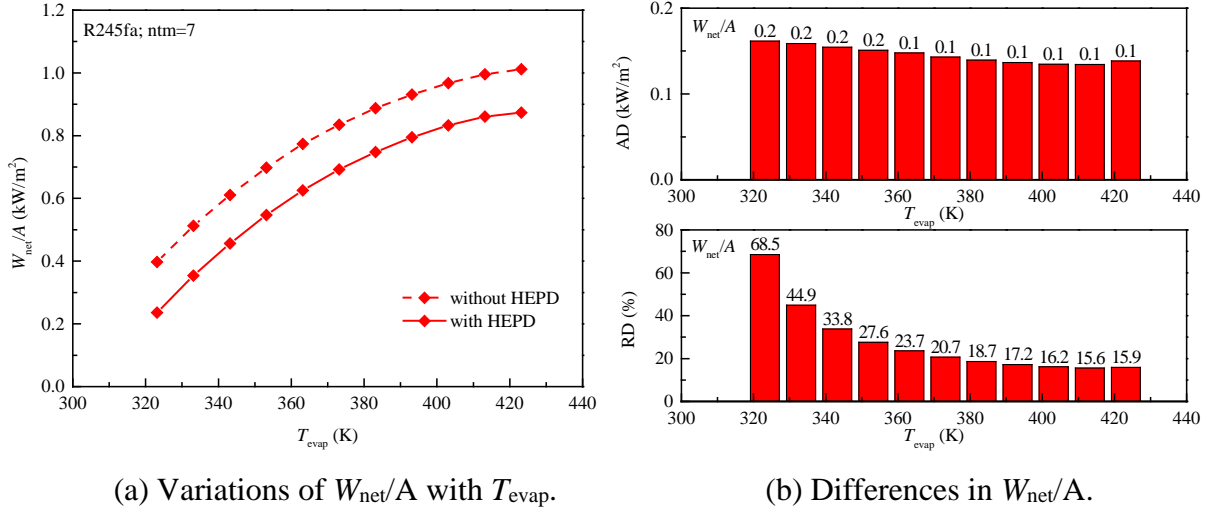 R245fa; ntm=7
1.2
1.0
0.8
0.6
0.4
0.2
0.0
W_net/A (kW/m²)
without HEPD
with HEPD
300 320 340 360 380 400 420 440
T_evap (K)
(a) Variations of W_net/A with T_evap.
W_net/A
0.2
0.1
0.0
AD (kW/m²)
0.2 0.2 0.2 0.2 0.1 0.1 0.1 0.1 0.1 0.1 0.1
300 320 340 360 380 400 420 440
T_evap (K)
W_net/A
80
60
40
20
0
RD (%)
68.5 44.9 33.8 27.6 23.7 20.7 18.7 17.2 16.2 15.6 15.9
300 320 340 360 380 400 420 440
T_evap (K)
(b) Differences in W_net/A.